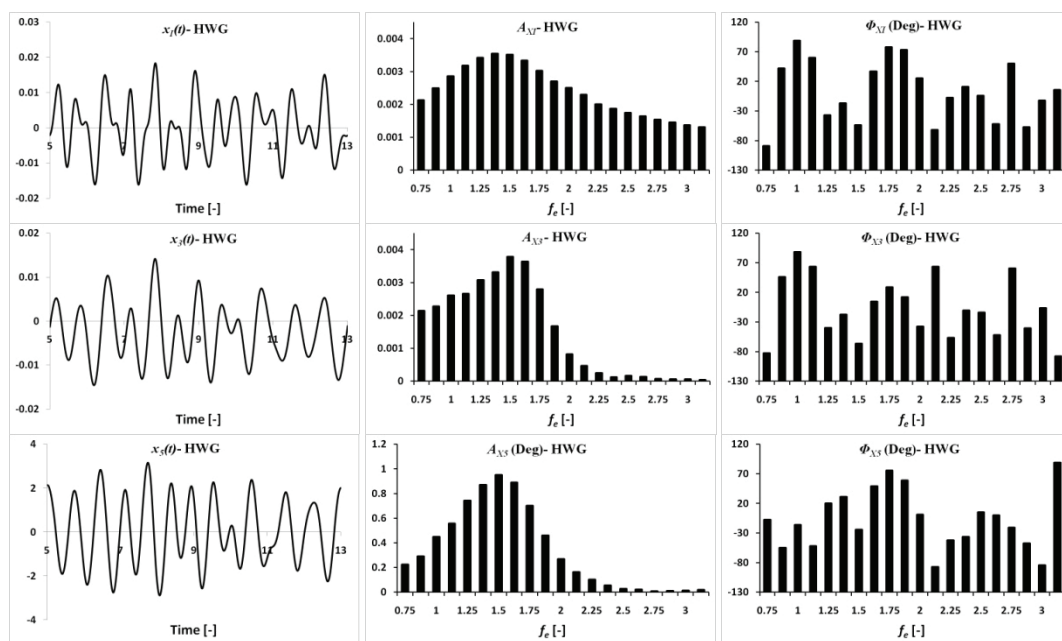 x1(t)- HWG
0.03
0.02
0.01
0
-0.01
-0.02
5 7 9 11 13
Time [-]
AX1- HWG
0.004
0.003
0.002
0.001
0
0.75 1 1.25 1.5 1.75 2 2.25 2.5 2.75 3
fe [-]
ΦX1 (Deg)- HWG
120
70
20
-30
-80
-130
0.75 1 1.25 1.5 1.75 2 2.25 2.5 2.75 3
fe [-]
x3(t)- HWG
0.02
0.01
0
-0.01
-0.02
5 7 9 11 13
Time [-]
AX3- HWG
0.004
0.003
0.002
0.001
0
0.75 1 1.25 1.5 1.75 2 2.25 2.5 2.75 3
fe [-]
ΦX3 (Deg)- HWG
120
70
20
-30
-80
-130
0.75 1 1.25 1.5 1.75 2 2.25 2.5 2.75 3
fe [-]
x5(t)- HWG
4
2
0
-2
-4
5 7 9 11 13
Time [-]
AX5 (Deg)- HWG
1.2
1
0.8
0.6
0.4
0.2
0
0.75 1 1.25 1.5 1.75 2 2.25 2.5 2.75 3
fe [-]
ΦX5 (Deg)- HWG
120
70
20
-30
-80
-130
0.75 1 1.25 1.5 1.75 2 2.25 2.5 2.75 3
fe [-]